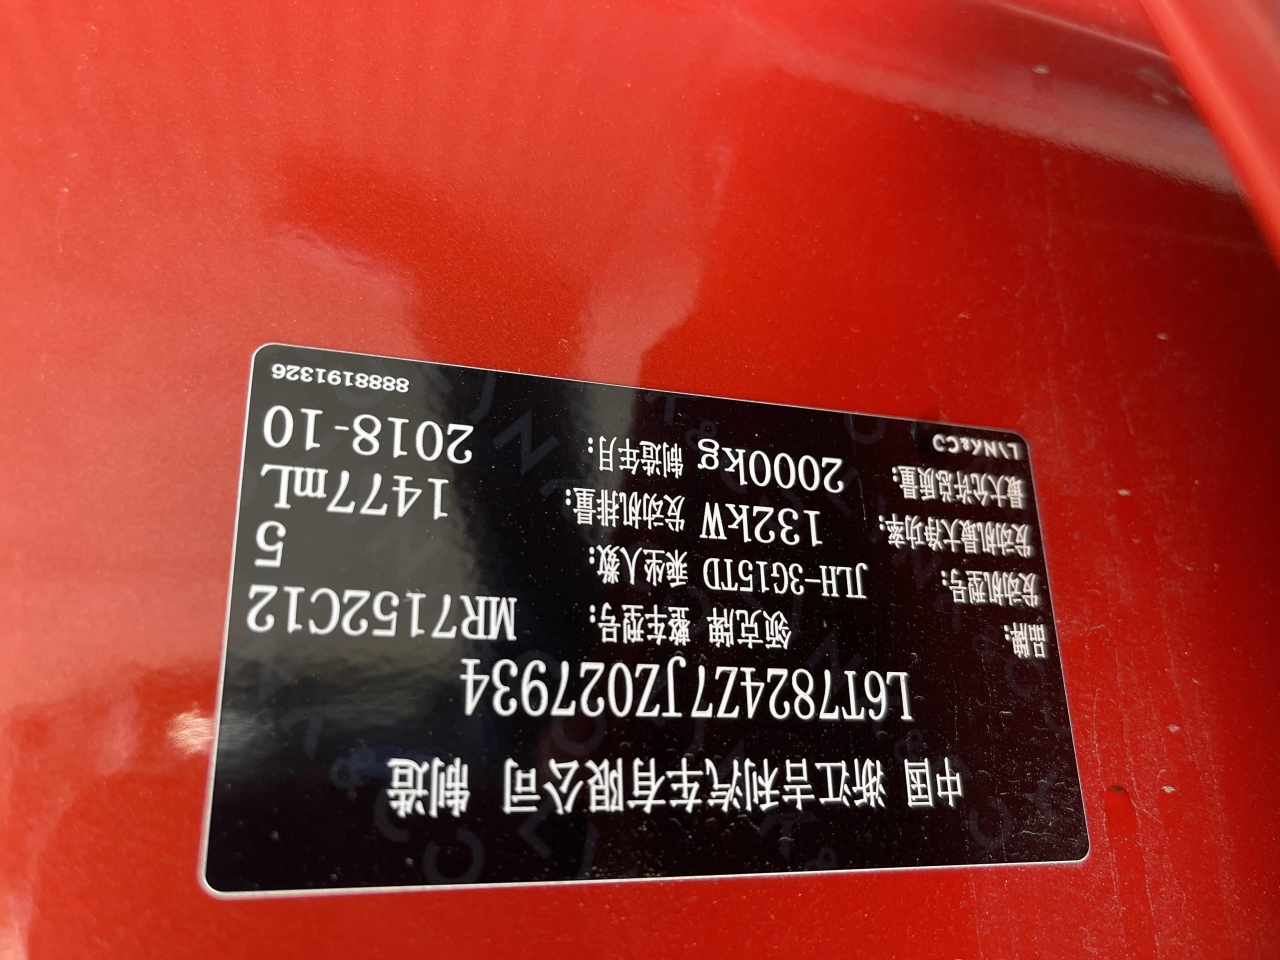 中国 浙江吉利汽车有限公司 制造
L6T7824Z7JZ027934
品牌: 领克牌 整车型号: MR7152C12
发动机型号: JLH-3G15TD 乘坐人数: 5
发动机最大净功率: 132kW 发动机排量: 1477mL
最大允许总质量: 2000kg 制造年月: 2018-10
LYNK&CO 8888191326